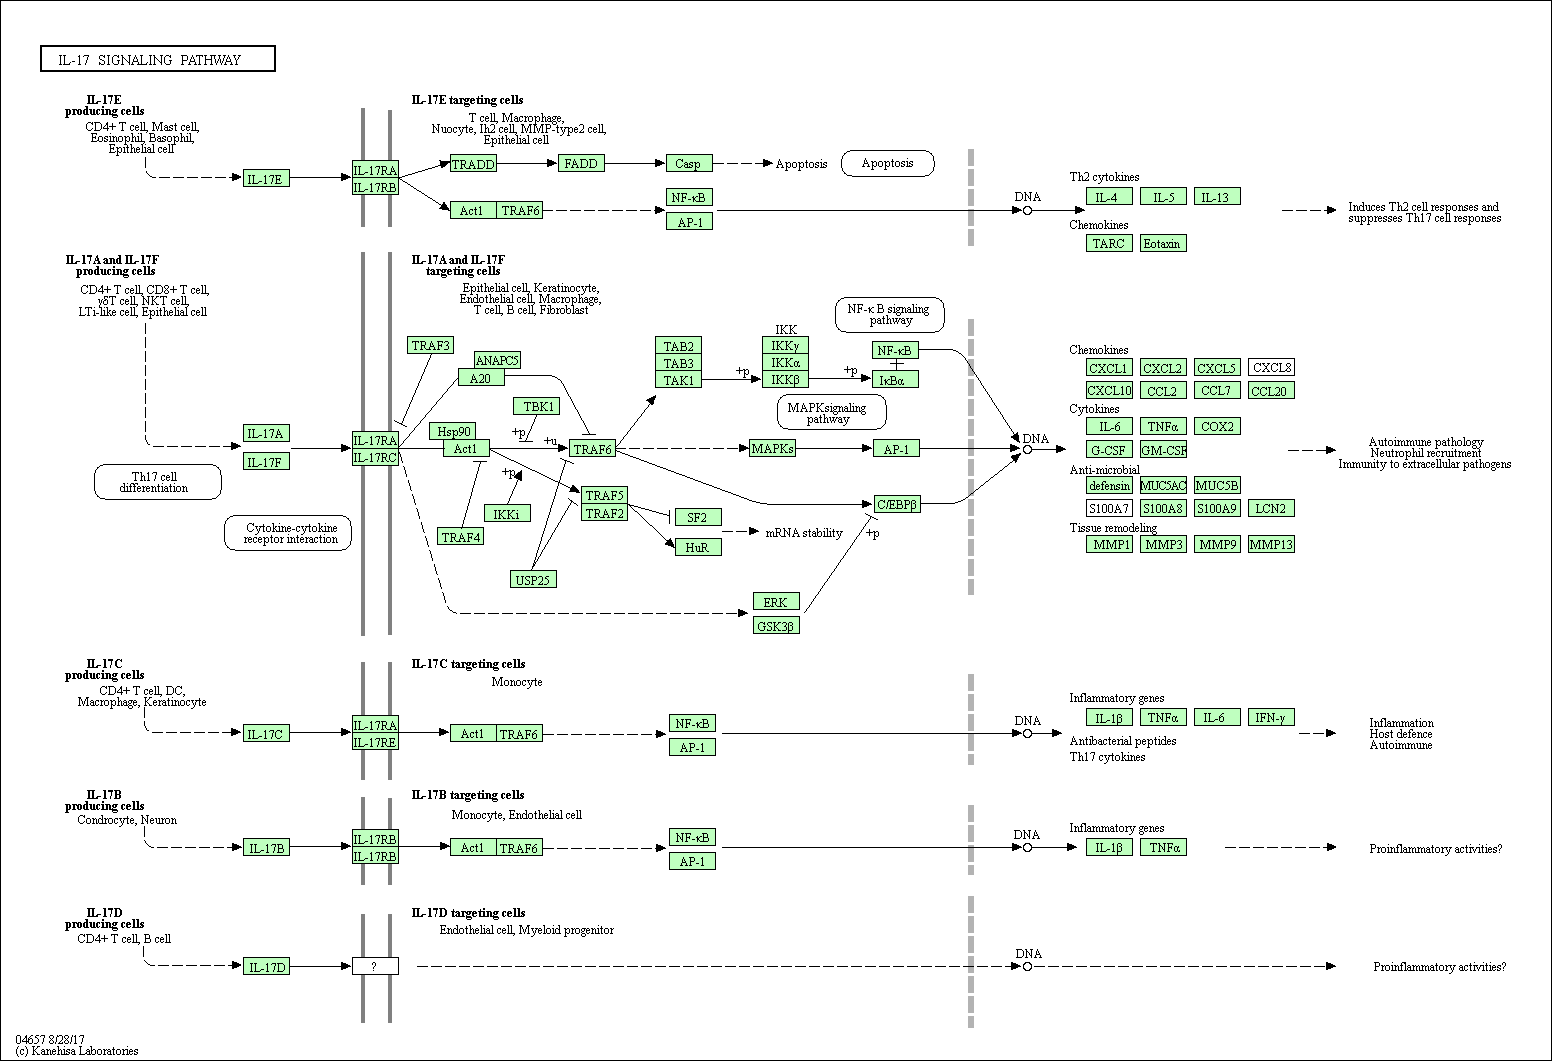 IL-17 SIGNALING PATHWAY
IL-17E
producing cells
CD4+ T cell, Mast cell,
Eosinophil, Basophil,
Epithelial cell
IL-17E
IL-17RA
IL-17RB
IL-17E targeting cells
T cell, Macrophage,
Nuocyte, Ih2 cell, MMP-type2 cell,
Epithelial cell
TRADD
FADD
Casp
Apoptosis
Apoptosis
Act1
TRAF6
NF-κB
AP-1
DNA
Th2 cytokines
IL-4
IL-5
IL-13
Chemokines
TARC
Eotaxin
Induces Th2 cell responses and
suppresses Th17 cell responses
IL-17A and IL-17F
producing cells
CD4+ T cell, CD8+ T cell,
γδT cell, NKT cell,
LTi-like cell, Epithelial cell
IL-17A
IL-17F
Th17 cell
differentiation
Cytokine-cytokine
receptor interaction
IL-17RA
IL-17RC
IL-17A and IL-17F
targeting cells
Epithelial cell, Keratinocyte,
Endothelial cell, Macrophage,
T cell, B cell, Fibroblast
TRAF3
ANAPC5
A20
TBK1
Hsp90
Act1
+p
+u
TRAF6
+p
IKKi
TRAF4
USP25
TRAF5
TRAF2
SF2
HuR
mRNA stability
TAB2
TAB3
TAK1
+p
IKK
IKKγ
IKKα
IKKβ
+p
NF-κ B signaling
pathway
NF-κB
IκBα
MAPK signaling
pathway
MAPKs
AP-1
C/EBPβ
+p
ERK
GSK3β
DNA
Chemokines
CXCL1
CXCL2
CXCL5
CXCL8
CXCL10
CCL2
CCL7
CCL20
Cytokines
IL-6
TNFα
COX2
G-CSF
GM-CSF
Anti-microbial
defensin
MUC5AC
MUC5B
S100A7
S100A8
S100A9
LCN2
Tissue remodeling
MMP1
MMP3
MMP9
MMP13
Autoimmune pathology
Neutrophil recruitment
Immunity to extracellular pathogens
IL-17C
producing cells
CD4+ T cell, DC,
Macrophage, Keratinocyte
IL-17C
IL-17RA
IL-17RE
IL-17C targeting cells
Monocyte
Act1
TRAF6
NF-κB
AP-1
DNA
Inflammatory genes
IL-1β
TNFα
IL-6
IFN-γ
Antibacterial peptides
Th17 cytokines
Inflammation
Host defence
Autoimmune
IL-17B
producing cells
Condrocyte, Neuron
IL-17B
IL-17RB
IL-17RB
IL-17B targeting cells
Monocyte, Endothelial cell
Act1
TRAF6
NF-κB
AP-1
DNA
Inflammatory genes
IL-1β
TNFα
Proinflammatory activities?
IL-17D
producing cells
CD4+ T cell, B cell
IL-17D
?
IL-17D targeting cells
Endothelial cell, Myeloid progenitor
DNA
Proinflammatory activities?
04657 8/28/17
(c) Kanehisa Laboratories